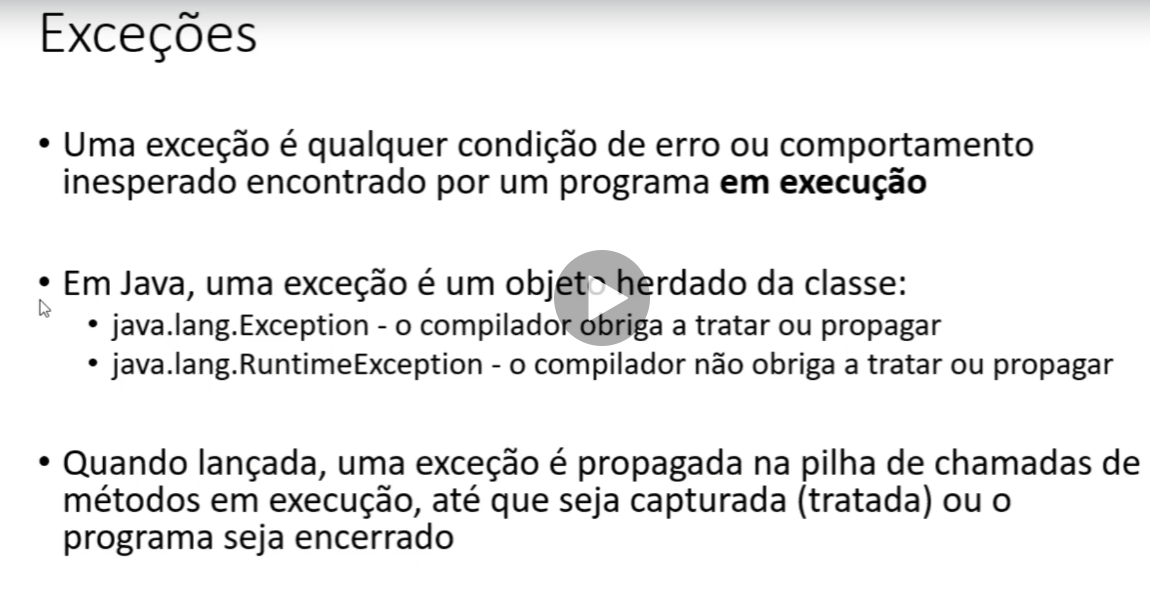 Exceções
• Uma exceção é qualquer condição de erro ou comportamento
inesperado encontrado por um programa em execução
• Em Java, uma exceção é um objeto herdado da classe:
• java.lang.Exception - o compilador obriga a tratar ou propagar
• java.lang.RuntimeException - o compilador não obriga a tratar ou propagar
• Quando lançada, uma exceção é propagada na pilha de chamadas de
métodos em execução, até que seja capturada (tratada) ou o
programa seja encerrado